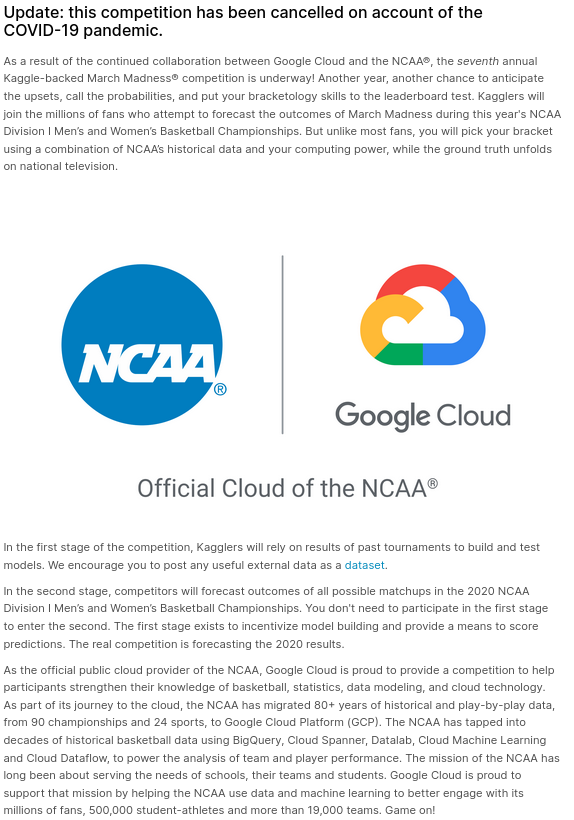 Update: this competition has been cancelled on account of the
COVID-19 pandemic.
As a result of the continued collaboration between Google Cloud and the NCAA®, the seventh annual
Kaggle-backed March Madness® competition is underway! Another year, another chance to anticipate
the upsets, call the probabilities, and put your bracketology skills to the leaderboard test. Kagglers will
join the millions of fans who attempt to forecast the outcomes of March Madness during this year's NCAA
Division I Men’s and Women’s Basketball Championships. But unlike most fans, you will pick your bracket
using a combination of NCAA’s historical data and your computing power, while the ground truth unfolds
on national television.
NCAA®
Google Cloud
Official Cloud of the NCAA®
In the first stage of the competition, Kagglers will rely on results of past tournaments to build and test
models. We encourage you to post any useful external data as a dataset.
In the second stage, competitors will forecast outcomes of all possible matchups in the 2020 NCAA
Division I Men’s and Women’s Basketball Championships. You don't need to participate in the first stage
to enter the second. The first stage exists to incentivize model building and provide a means to score
predictions. The real competition is forecasting the 2020 results.
As the official public cloud provider of the NCAA, Google Cloud is proud to provide a competition to help
participants strengthen their knowledge of basketball, statistics, data modeling, and cloud technology.
As part of its journey to the cloud, the NCAA has migrated 80+ years of historical and play-by-play data,
from 90 championships and 24 sports, to Google Cloud Platform (GCP). The NCAA has tapped into
decades of historical basketball data using BigQuery, Cloud Spanner, Datalab, Cloud Machine Learning
and Cloud Dataflow, to power the analysis of team and player performance. The mission of the NCAA has
long been about serving the needs of schools, their teams and students. Google Cloud is proud to
support that mission by helping the NCAA use data and machine learning to better engage with its
millions of fans, 500,000 student-athletes and more than 19,000 teams. Game on!